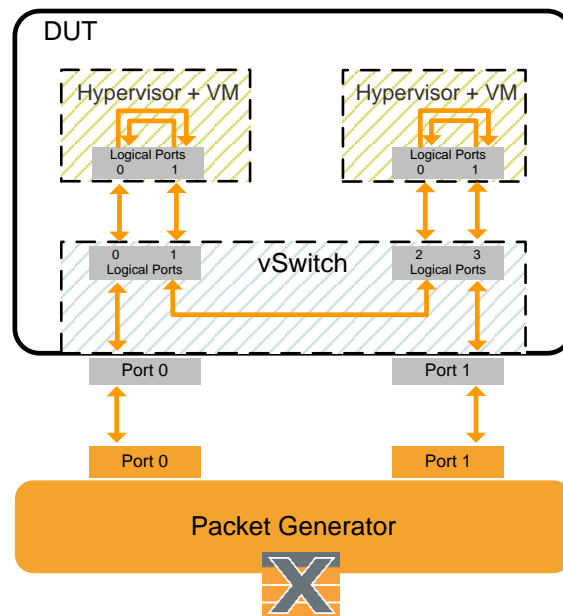 DUT
Hypervisor + VM
Hypervisor + VM
Logical Ports
0 1
Logical Ports
0 1
0 1
Logical Ports
vSwitch
2 3
Logical Ports
Port 0
Port 1
Port 0
Port 1
Packet Generator
X